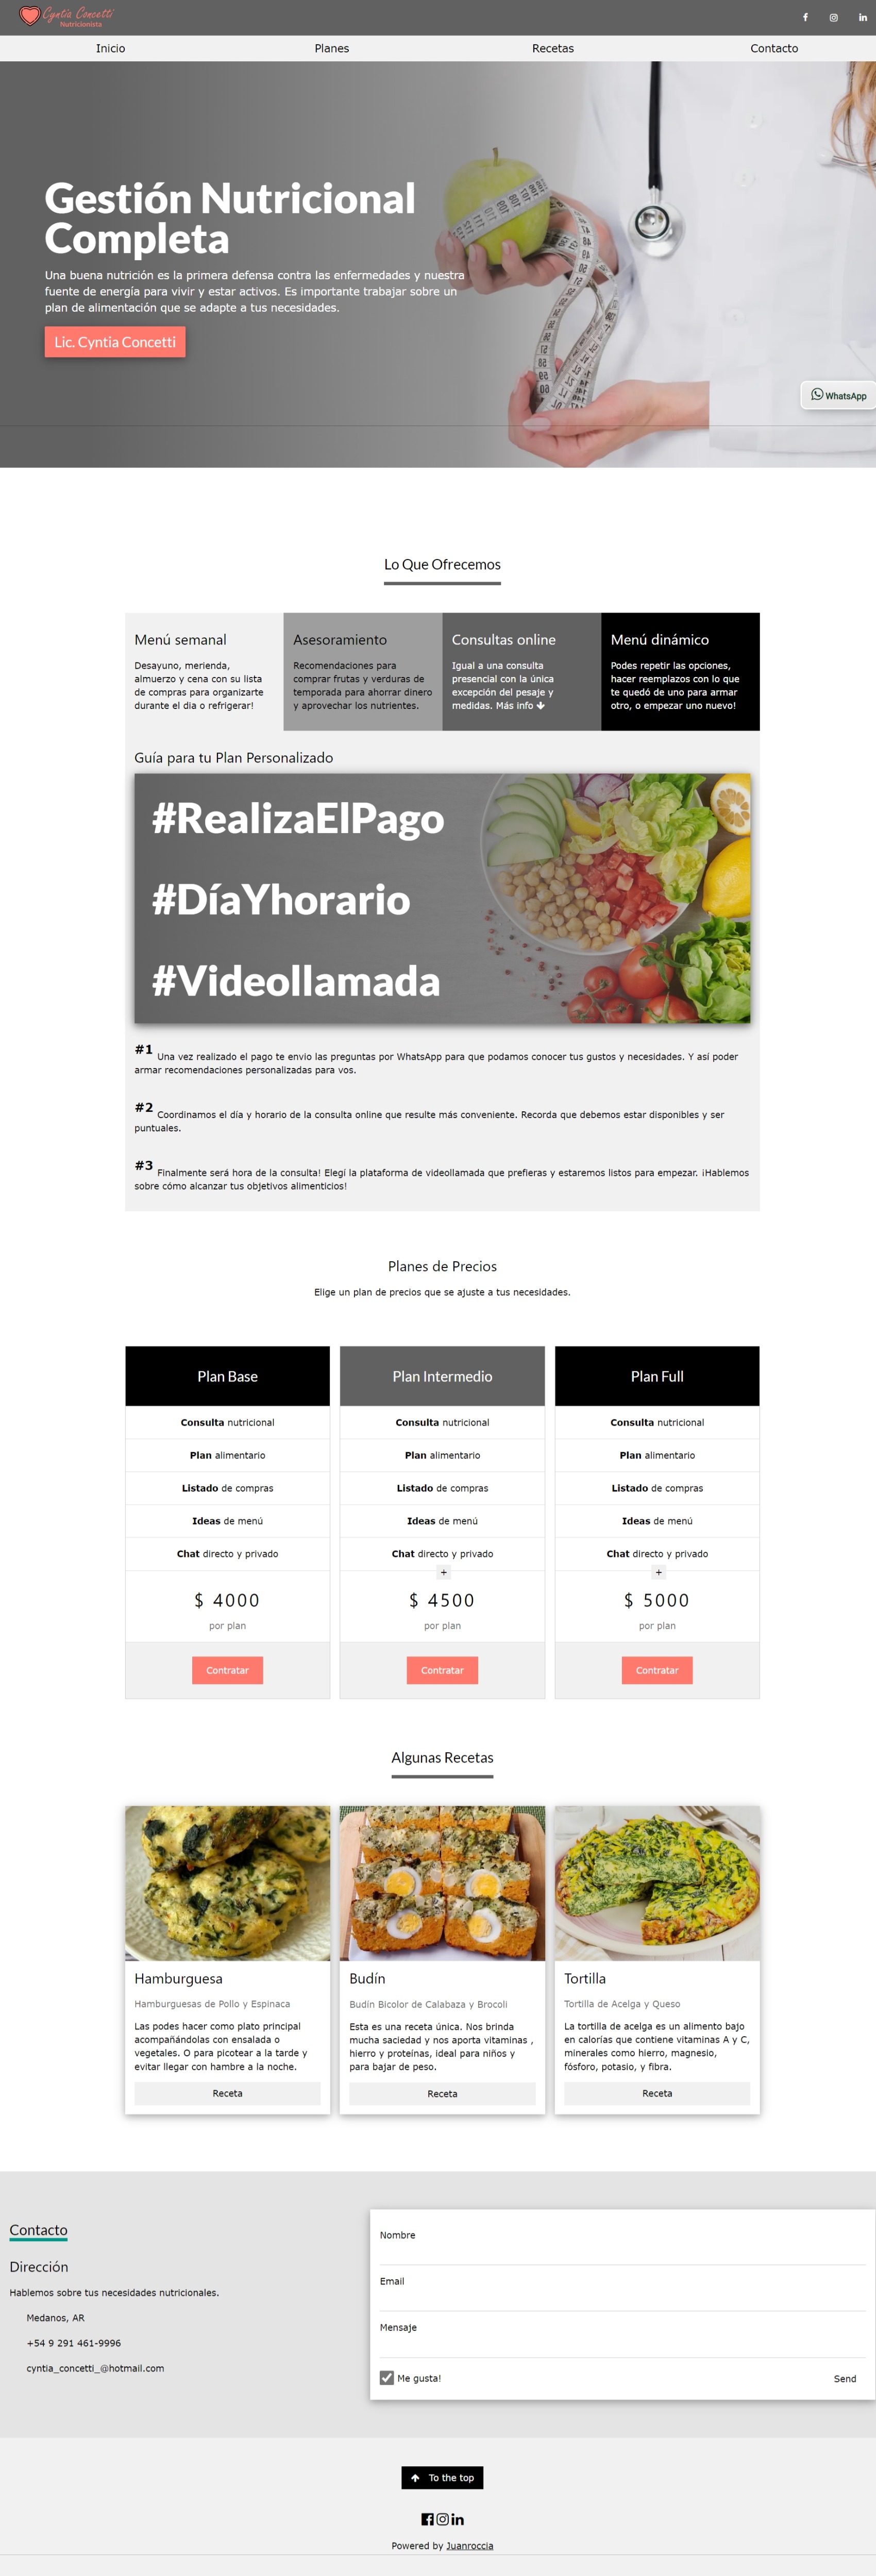 Cyntia Concetti
Nutricionista
Inicio
Planes
Recetas
Contacto
Gestión Nutricional
Completa
Una buena nutrición es la primera defensa contra las enfermedades y nuestra
fuente de energía para vivir y estar activos. Es importante trabajar sobre un
plan de alimentación que se adapte a tus necesidades.
Lic. Cyntia Concetti
WhatsApp
Lo Que Ofrecemos
Menú semanal
Desayuno, merienda,
almuerzo y cena con su lista
de compras para organizarte
durante el dia o refrigerar!
Asesoramiento
Recomendaciones para
comprar frutas y verduras de
temporada para ahorrar dinero
y aprovechar los nutrientes.
Consultas online
Igual a una consulta
presencial con la única
excepción del pesaje y
medidas. Más info
Menú dinámico
Podes repetir las opciones,
hacer reemplazos con lo que
te quedó de uno para armar
otro, o empezar uno nuevo!
Guía para tu Plan Personalizado
#RealizaElPago
#DíaYhorario
#Videollamada
#1 Una vez realizado el pago te envio las preguntas por WhatsApp para que podamos conocer tus gustos y necesidades. Y así poder
armar recomendaciones personalizadas para vos.
#2 Coordinamos el día y horario de la consulta online que resulte más conveniente. Recorda que debemos estar disponibles y ser
puntuales.
#3 Finalmente será hora de la consulta! Elegí la plataforma de videollamada que prefieras y estaremos listos para empezar. ¡Hablemos
sobre cómo alcanzar tus objetivos alimenticios!
Planes de Precios
Elige un plan de precios que se ajuste a tus necesidades.
Plan Base
Consulta nutricional
Plan alimentario
Listado de compras
Ideas de menú
Chat directo y privado
$ 4000
por plan
Contratar
Plan Intermedio
Consulta nutricional
Plan alimentario
Listado de compras
Ideas de menú
Chat directo y privado
+
$ 4500
por plan
Contratar
Plan Full
Consulta nutricional
Plan alimentario
Listado de compras
Ideas de menú
Chat directo y privado
+
$ 5000
por plan
Contratar
Algunas Recetas
Hamburguesa
Hamburguesas de Pollo y Espinaca
Las podes hacer como plato principal
acompañándolas con ensalada o
vegetales. O para picotear a la tarde y
evitar llegar con hambre a la noche.
Receta
Budín
Budín Bicolor de Calabaza y Brocoli
Esta es una receta única. Nos brinda
mucha saciedad y nos aporta vitaminas ,
hierro y proteínas, ideal para niños y
para bajar de peso.
Receta
Tortilla
Tortilla de Acelga y Queso
La tortilla de acelga es un alimento bajo
en calorías que contiene vitaminas A y C,
minerales como hierro, magnesio,
fósforo, potasio, y fibra.
Receta
Contacto
Dirección
Hablemos sobre tus necesidades nutricionales.
Medanos, AR
+54 9 291 461-9996
cyntia_concetti_@hotmail.com
Nombre
Email
Mensaje
Me gusta!
Send
To the top
Powered by Juanroccia